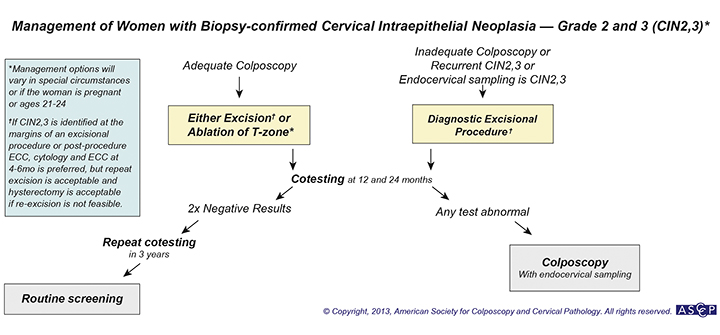 Management of Women with Biopsy-confirmed Cervical Intraepithelial Neoplasia — Grade 2 and 3 (CIN2,3)*
*Management options will
vary in special circumstances
or if the woman is pregnant
or ages 21-24
†If CIN2,3 is identified at the
margins of an excisional
procedure or post-procedure
ECC, cytology and ECC at
4-6mo is preferred, but repeat
excision is acceptable and
hysterectomy is acceptable
if re-excision is not feasible.
Adequate Colposcopy
Inadequate Colposcopy or
Recurrent CIN2,3 or
Endocervical sampling is CIN2,3
Either Excision† or
Ablation of T-zone*
Diagnostic Excisional
Procedure†
Cotesting at 12 and 24 months
2x Negative Results
Any test abnormal
Repeat cotesting
in 3 years
Colposcopy
With endocervical sampling
Routine screening
© Copyright, 2013, American Society for Colposcopy and Cervical Pathology. All rights reserved.
ASCCP